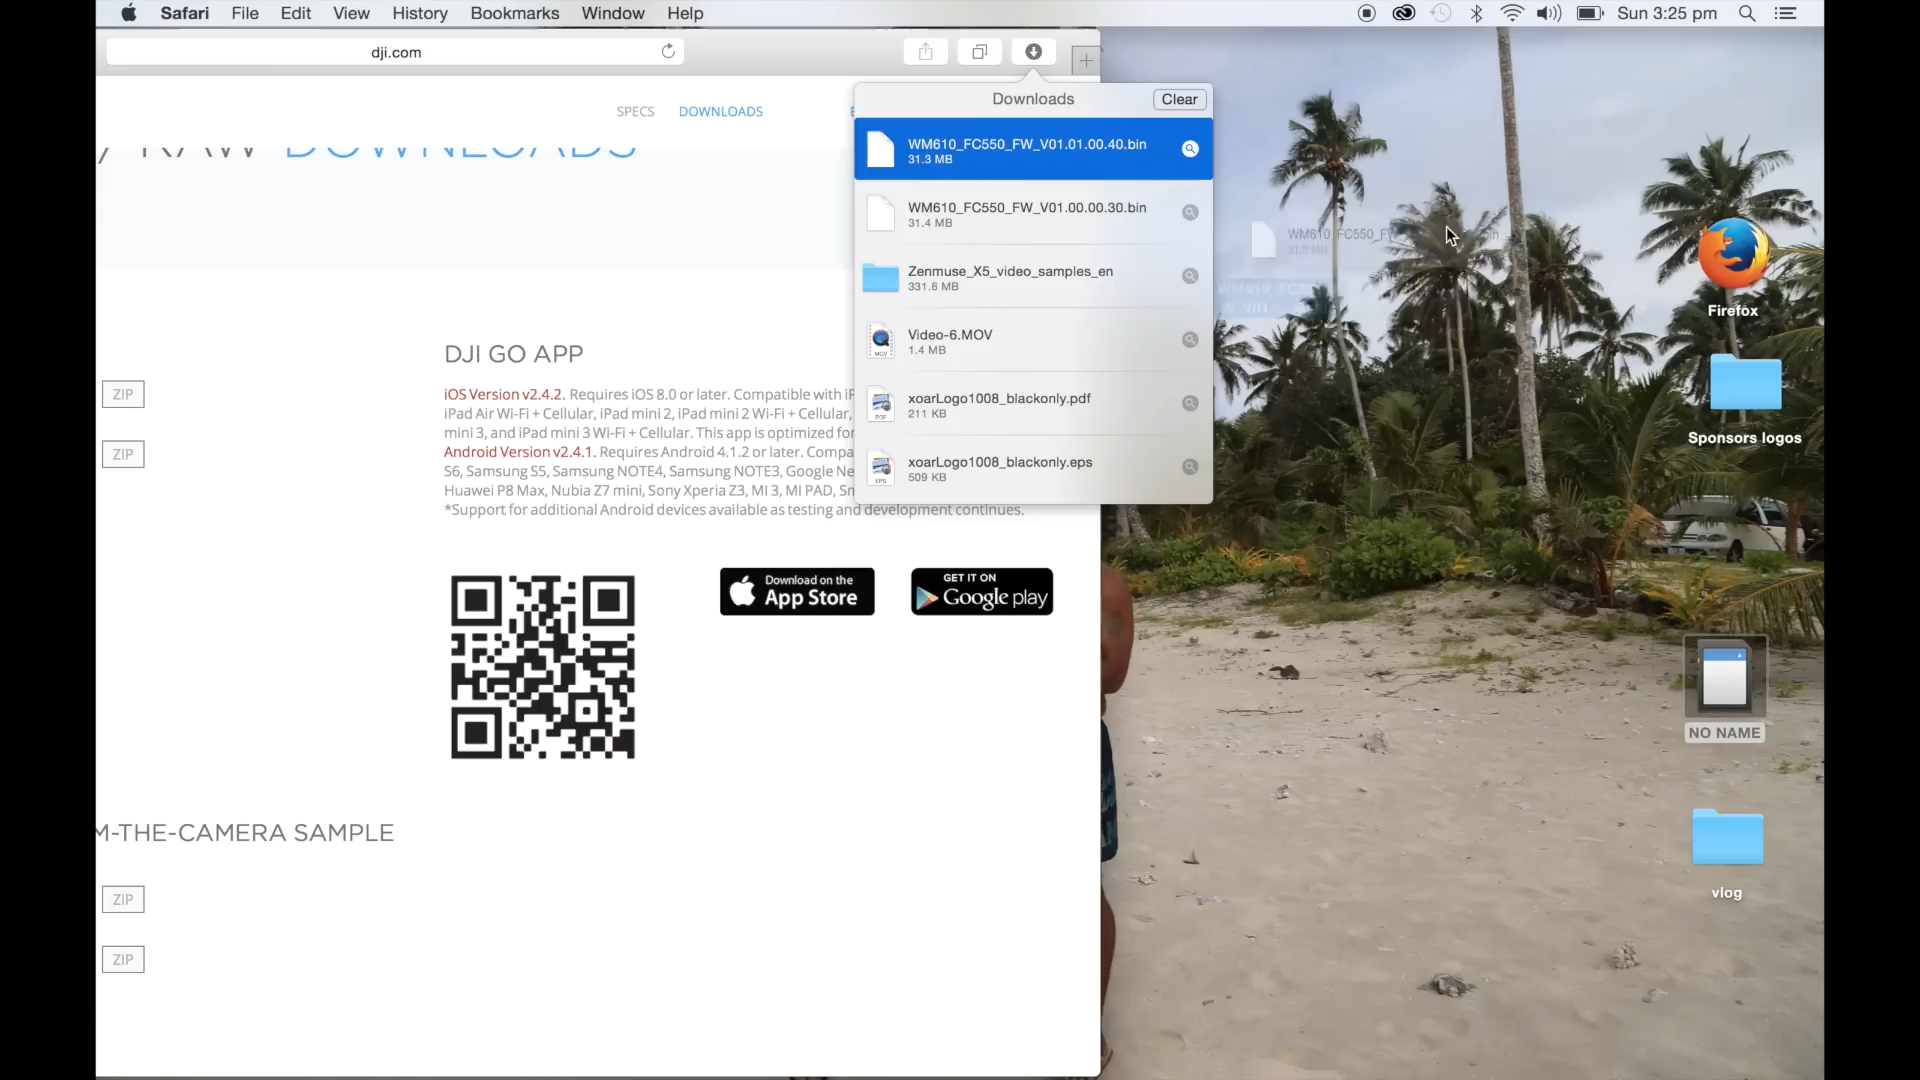 Safari File Edit View History Bookmarks Window Help
Sun 3:25 pm
dji.com
SPECS DOWNLOADS
RAW DOWNLOADS
Downloads
Clear
WM610_FC550_FW_V01.01.00.40.bin
31.3 MB
WM610_FC550_FW_V01.00.00.30.bin
31.4 MB
Zenmuse_X5_video_samples_en
331.6 MB
Video-6.MOV
1.4 MB
MOV
xoarLogo1008_blackonly.pdf
211 KB
PDF
xoarLogo1008_blackonly.eps
509 KB
EPS
ZIP
ZIP
DJI GO APP
iOS Version v2.4.2. Requires iOS 8.0 or later. Compatible with iP
iPad Air Wi-Fi + Cellular, iPad mini 2, iPad mini 2 Wi-Fi + Cellular,
mini 3, and iPad mini 3 Wi-Fi + Cellular. This app is optimized for
Android Version v2.4.1. Requires Android 4.1.2 or later. Compa
S6, Samsung S5, Samsung NOTE4, Samsung NOTE3, Google Ne
Huawei P8 Max, Nubia Z7 mini, Sony Xperia Z3, MI 3, MI PAD, Sm
*Support for additional Android devices available as testing and development continues.
Download on the
App Store
GET IT ON
Google play
M-THE-CAMERA SAMPLE
ZIP
ZIP
WM610_FC550_FW
Firefox
Sponsors logos
NO NAME
vlog